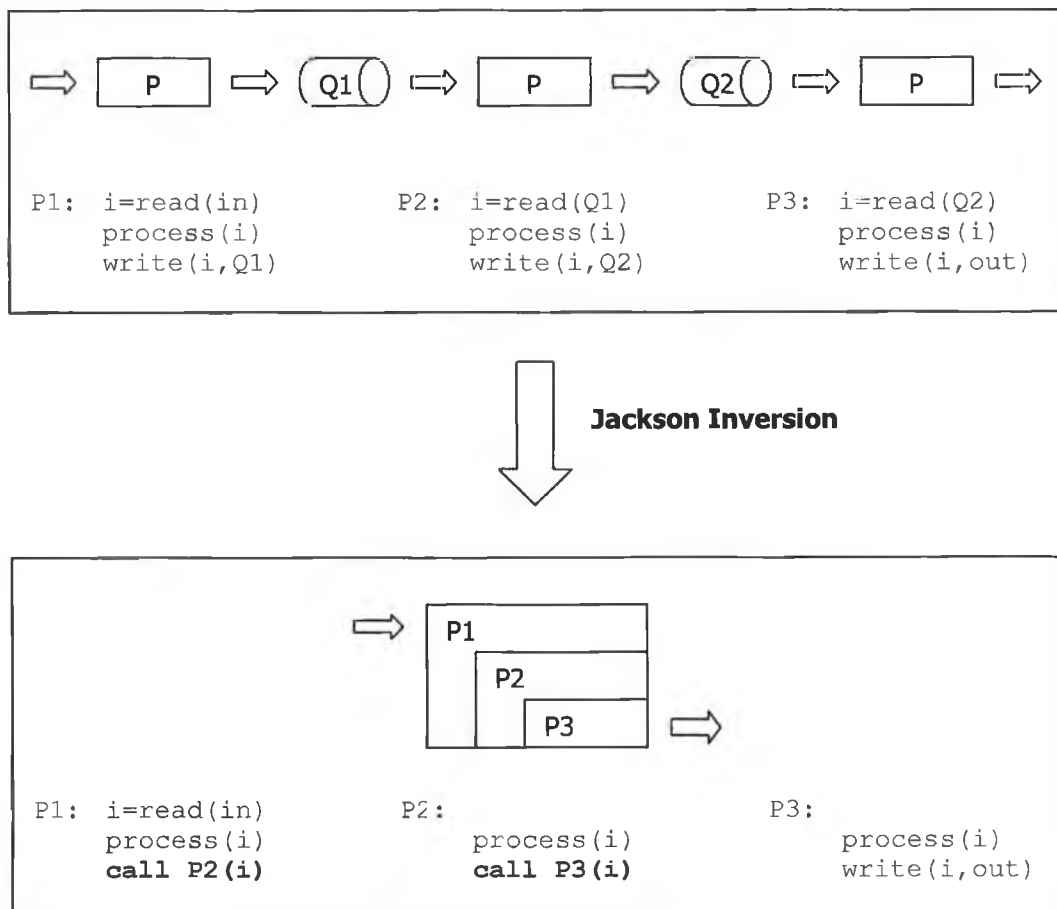 P Q1 P Q2 P
P1: i=read(in) P2: i=read(Q1) P3: i=read(Q2)
process(i) process(i) process(i)
write(i,Q1) write(i,Q2) write(i,out)
Jackson Inversion
P1
P2
P3
P1: i=read(in) P2: P3:
process(i) process(i) process(i)
call P2(i) call P3(i) write(i,out)